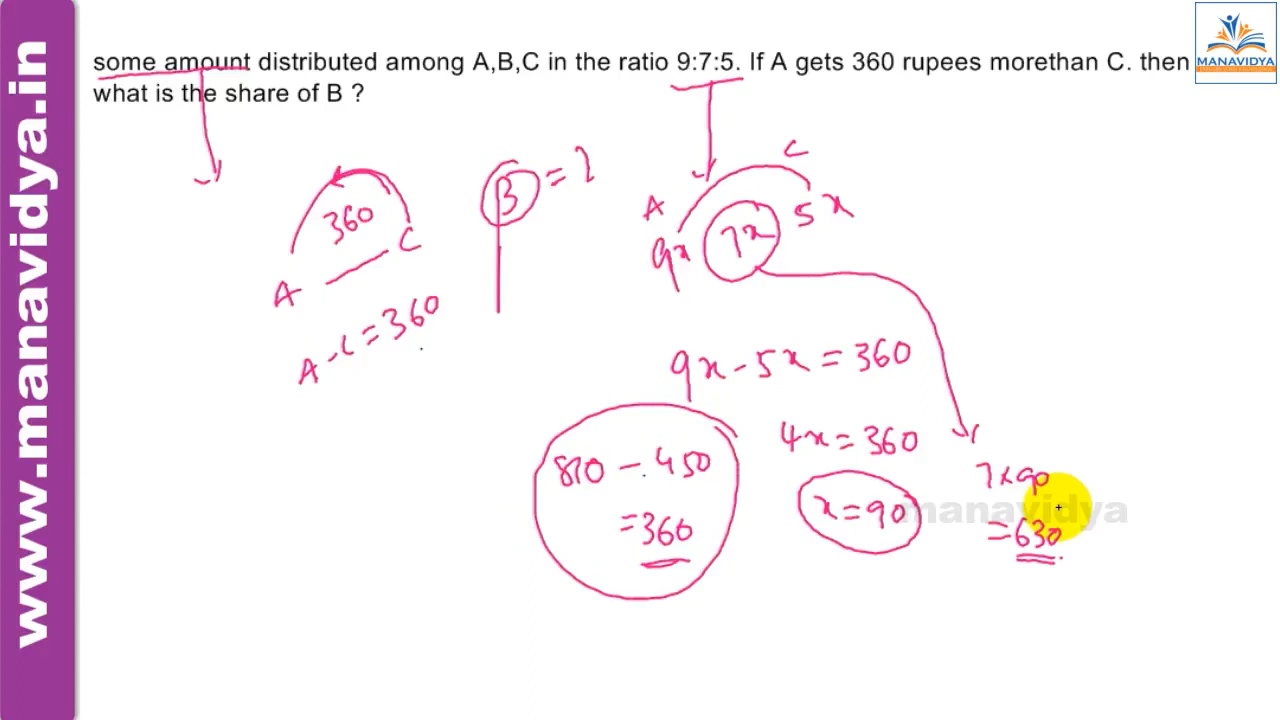 www.manavidya.in
MANAVIDYA
some amount distributed among A,B,C in the ratio 9:7:5. If A gets 360 rupees morethan C. then
what is the share of B ?
360
A C
A - C = 360
B = ?
A C
9x 7x 5x
9x - 5x = 360
4x = 360
x = 90
7 x 90
= 630
810 - 450
= 360
manavidya